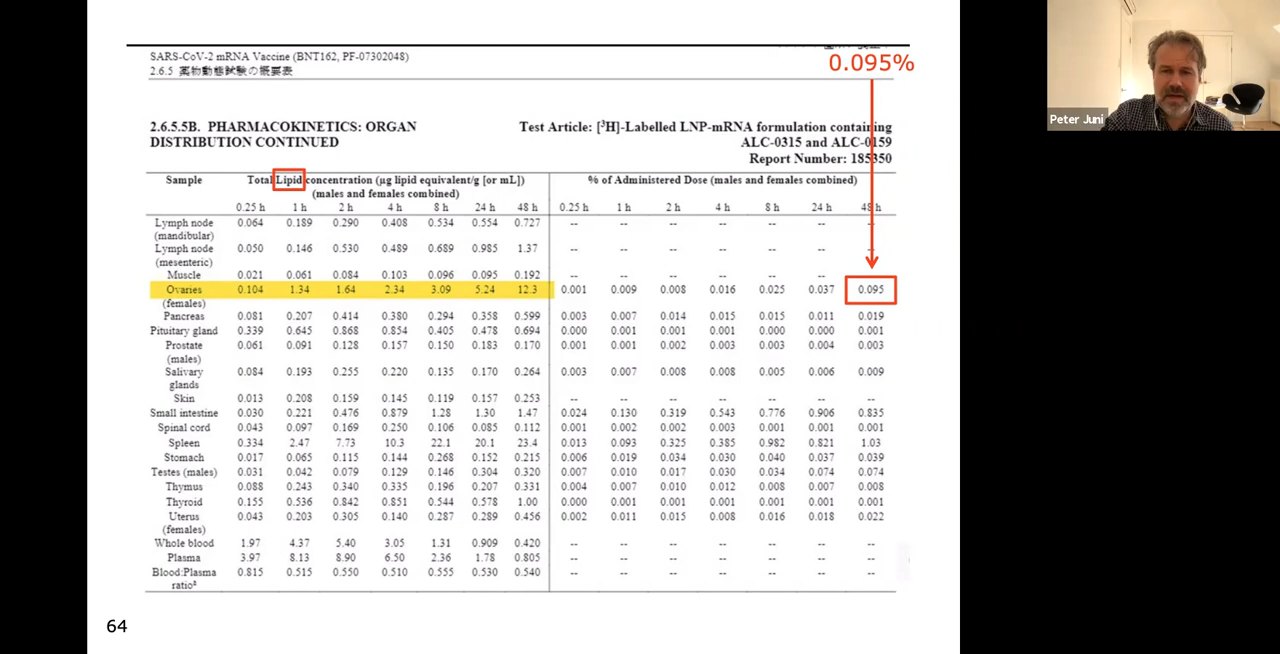 SARS-CoV-2 mRNA Vaccine (BNT162, PF-07302048)
2.6.5 薬物動態試験の概要表
0.095%
2.6.5.5B. PHARMACOKINETICS: ORGAN DISTRIBUTION CONTINUED
Test Article: [³H]-Labelled LNP-mRNA formulation containing
ALC-0315 and ALC-0159
Report Number: 185350
Sample Total Lipid concentration (µg lipid equivalent/g [or mL]) % of Administered Dose (males and females combined)
(males and females combined)
0.25 h 1 h 2 h 4 h 8 h 24 h 48 h 0.25 h 1 h 2 h 4 h 8 h 24 h 48 h
Lymph node 0.064 0.189 0.290 0.408 0.534 0.554 0.727 -- -- -- -- -- -- --
(mandibular)
Lymph node 0.050 0.146 0.530 0.489 0.689 0.985 1.37 -- -- -- -- -- -- --
(mesenteric)
Muscle 0.021 0.061 0.084 0.103 0.096 0.095 0.192 -- -- -- -- -- -- --
Ovaries 0.104 1.34 1.64 2.34 3.09 5.24 12.3 0.001 0.009 0.008 0.016 0.025 0.037 0.095
(females)
Pancreas 0.081 0.207 0.414 0.380 0.294 0.358 0.599 0.003 0.007 0.014 0.015 0.015 0.011 0.019
Pituitary gland 0.339 0.645 0.868 0.854 0.405 0.478 0.694 0.000 0.001 0.001 0.001 0.000 0.000 0.001
Prostate 0.061 0.091 0.128 0.157 0.150 0.183 0.170 0.001 0.001 0.002 0.003 0.003 0.004 0.003
(males)
Salivary 0.084 0.193 0.255 0.220 0.135 0.170 0.264 0.003 0.007 0.008 0.008 0.005 0.006 0.009
glands
Skin 0.013 0.208 0.159 0.145 0.119 0.157 0.253 -- -- -- -- -- -- --
Small intestine 0.030 0.221 0.476 0.879 1.28 1.30 1.47 0.024 0.130 0.319 0.543 0.776 0.906 0.835
Spinal cord 0.043 0.097 0.169 0.250 0.106 0.085 0.112 0.001 0.002 0.002 0.003 0.001 0.001 0.001
Spleen 0.334 2.47 7.73 10.3 22.1 20.1 23.4 0.013 0.093 0.325 0.385 0.982 0.821 1.03
Stomach 0.017 0.065 0.115 0.144 0.268 0.152 0.215 0.006 0.019 0.034 0.030 0.040 0.037 0.039
Testes (males) 0.031 0.042 0.079 0.129 0.146 0.304 0.320 0.007 0.010 0.017 0.030 0.034 0.074 0.074
Thymus 0.088 0.243 0.340 0.335 0.196 0.207 0.331 0.004 0.007 0.010 0.012 0.008 0.007 0.008
Thyroid 0.155 0.536 0.842 0.851 0.544 0.578 1.00 0.000 0.001 0.001 0.001 0.001 0.001 0.001
Uterus 0.043 0.203 0.305 0.140 0.287 0.289 0.456 0.002 0.011 0.015 0.008 0.016 0.018 0.022
(females)
Whole blood 1.97 4.37 5.40 3.05 1.31 0.909 0.420 -- -- -- -- -- -- --
Plasma 3.97 8.13 8.90 6.50 2.36 1.78 0.805 -- -- -- -- -- -- --
Blood:Plasma 0.815 0.515 0.550 0.510 0.555 0.530 0.540 -- -- -- -- -- -- --
ratioª
64
Peter Juni